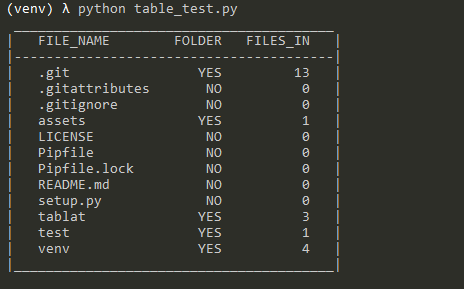 (venv) λ python table_test.py
FILE_NAME FOLDER FILES_IN
.git YES 13
.gitattributes NO 0
.gitignore NO 0
assets YES 1
LICENSE NO 0
Pipfile NO 0
Pipfile.lock NO 0
README.md NO 0
setup.py NO 0
tablat YES 3
test YES 1
venv YES 4